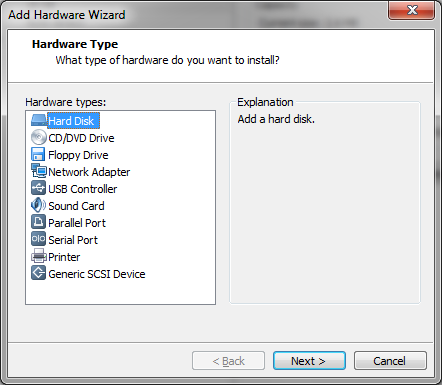 Add Hardware Wizard
Hardware Type
What type of hardware do you want to install?
Hardware types:
Hard Disk
CD/DVD Drive
Floppy Drive
Network Adapter
USB Controller
Sound Card
Parallel Port
Serial Port
Printer
Generic SCSI Device
Explanation
Add a hard disk.
< Back
Next >
Cancel